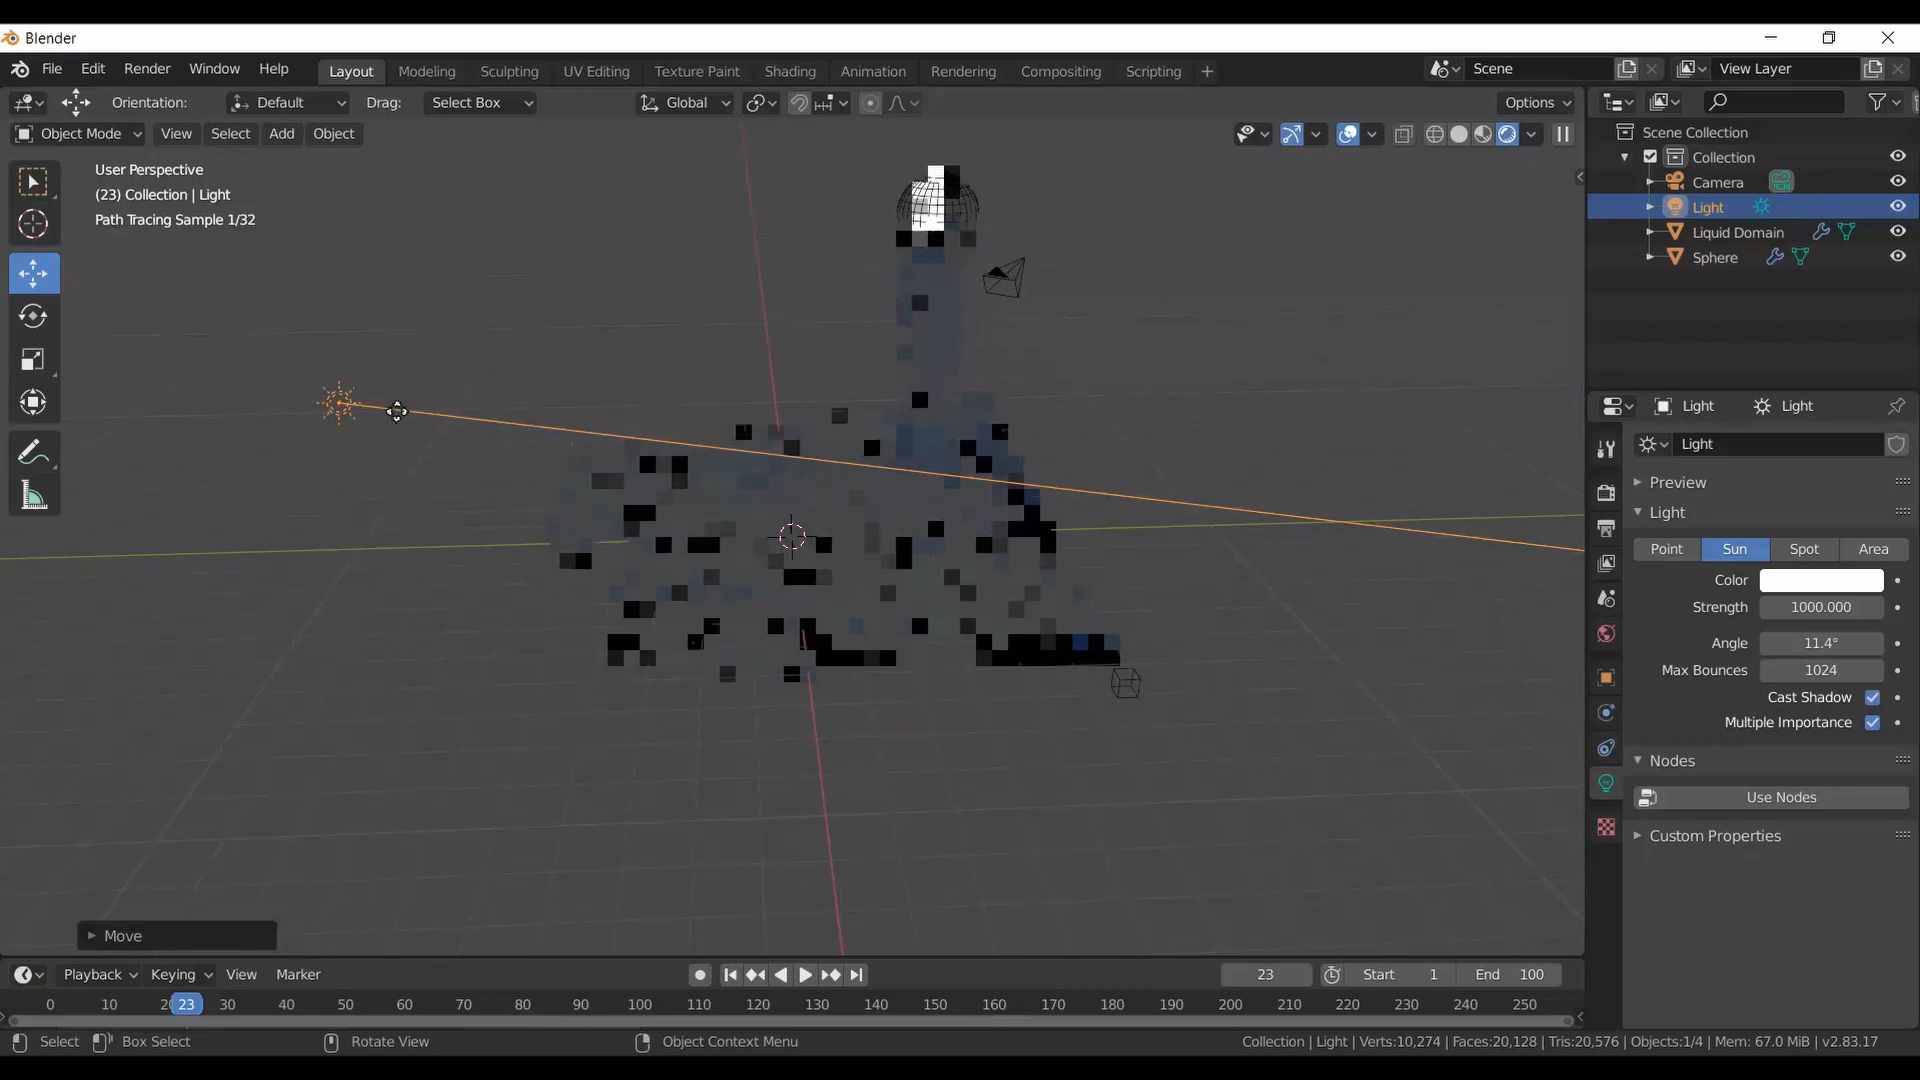 Blender
File Edit Render Window Help Layout Modeling Sculpting UV Editing Texture Paint Shading Animation Rendering Compositing Scripting + Scene View Layer
Orientation: Default Drag: Select Box Global Options
Object Mode View Select Add Object
User Perspective
(23) Collection | Light
Path Tracing Sample 1/32
Scene Collection
Collection
Camera
Light
Liquid Domain
Sphere
Light Light
Light
Preview
Light
Point Sun Spot Area
Color
Strength 1000.000
Angle 11.4°
Max Bounces 1024
Cast Shadow
Multiple Importance
Nodes
Use Nodes
Custom Properties
Move
Playback Keying View Marker 23 Start 1 End 100
0 10 2 23 30 40 50 60 70 80 90 100 110 120 130 140 150 160 170 180 190 200 210 220 230 240 250
Select Box Select Rotate View Object Context Menu Collection | Light | Verts:10,274 | Faces:20,128 | Tris:20,576 | Objects:1/4 | Mem: 67.0 MiB | v2.83.17